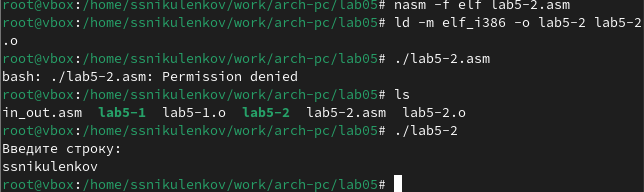 root@vbox:/home/ssnikulenkov/work/arch-pc/lab05# nasm -f elf lab5-2.asm
root@vbox:/home/ssnikulenkov/work/arch-pc/lab05# ld -m elf_i386 -o lab5-2 lab5-2
.o
root@vbox:/home/ssnikulenkov/work/arch-pc/lab05# ./lab5-2.asm
bash: ./lab5-2.asm: Permission denied
root@vbox:/home/ssnikulenkov/work/arch-pc/lab05# ls
in_out.asm  lab5-1  lab5-1.o  lab5-2  lab5-2.asm  lab5-2.o
root@vbox:/home/ssnikulenkov/work/arch-pc/lab05# ./lab5-2
Введите строку:
ssnikulenkov
root@vbox:/home/ssnikulenkov/work/arch-pc/lab05#